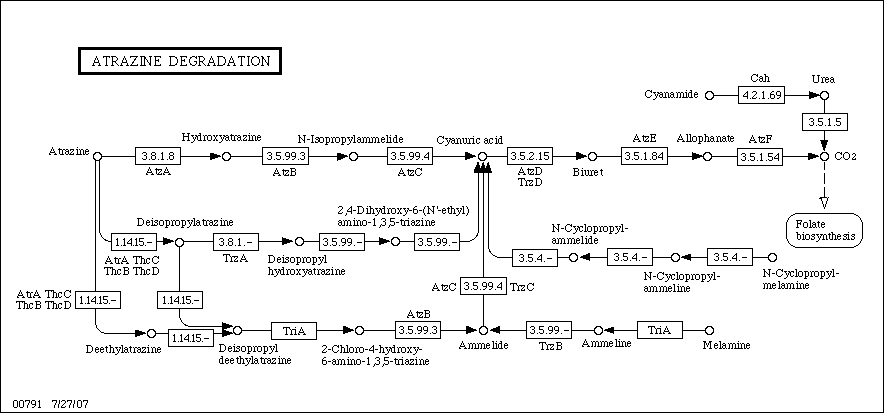 ATRAZINE DEGRADATION
Cah
Urea
Cyanamide
4.2.1.69
3.5.1.5
Hydroxyatrazine
N-Isopropylammelide
Cyanuric acid
AtzE
Allophanate
AtzF
Atrazine
3.8.1.8
3.5.99.3
3.5.99.4
3.5.2.15
3.5.1.84
3.5.1.54
CO2
AtzA
AtzB
AtzC
AtzD
TrzD
Biuret
2,4-Dihydroxy-6-(N'-ethyl)
amino-1,3,5-triazine
Deisopropylatrazine
Folate
biosynthesis
1.14.15.-
3.8.1.-
3.5.99.-
3.5.99.-
N-Cyclopropyl-
ammelide
AtrA ThcC
ThcB ThcD
TrzA
Deisopropyl
hydroxyatrazine
3.5.4.-
3.5.4.-
3.5.4.-
N-Cyclopropyl-
ammeline
N-Cyclopropyl-
melamine
AtrA ThcC
ThcB ThcD
1.14.15.-
1.14.15.-
AtzC
3.5.99.4
TrzC
AtzB
1.14.15.-
TriA
3.5.99.3
3.5.99.-
TriA
Deethylatrazine
Deisopropyl
deethylatrazine
2-Chloro-4-hydroxy-
6-amino-1,3,5-triazine
Ammelide
TrzB
Ammeline
Melamine
00791 7/27/07